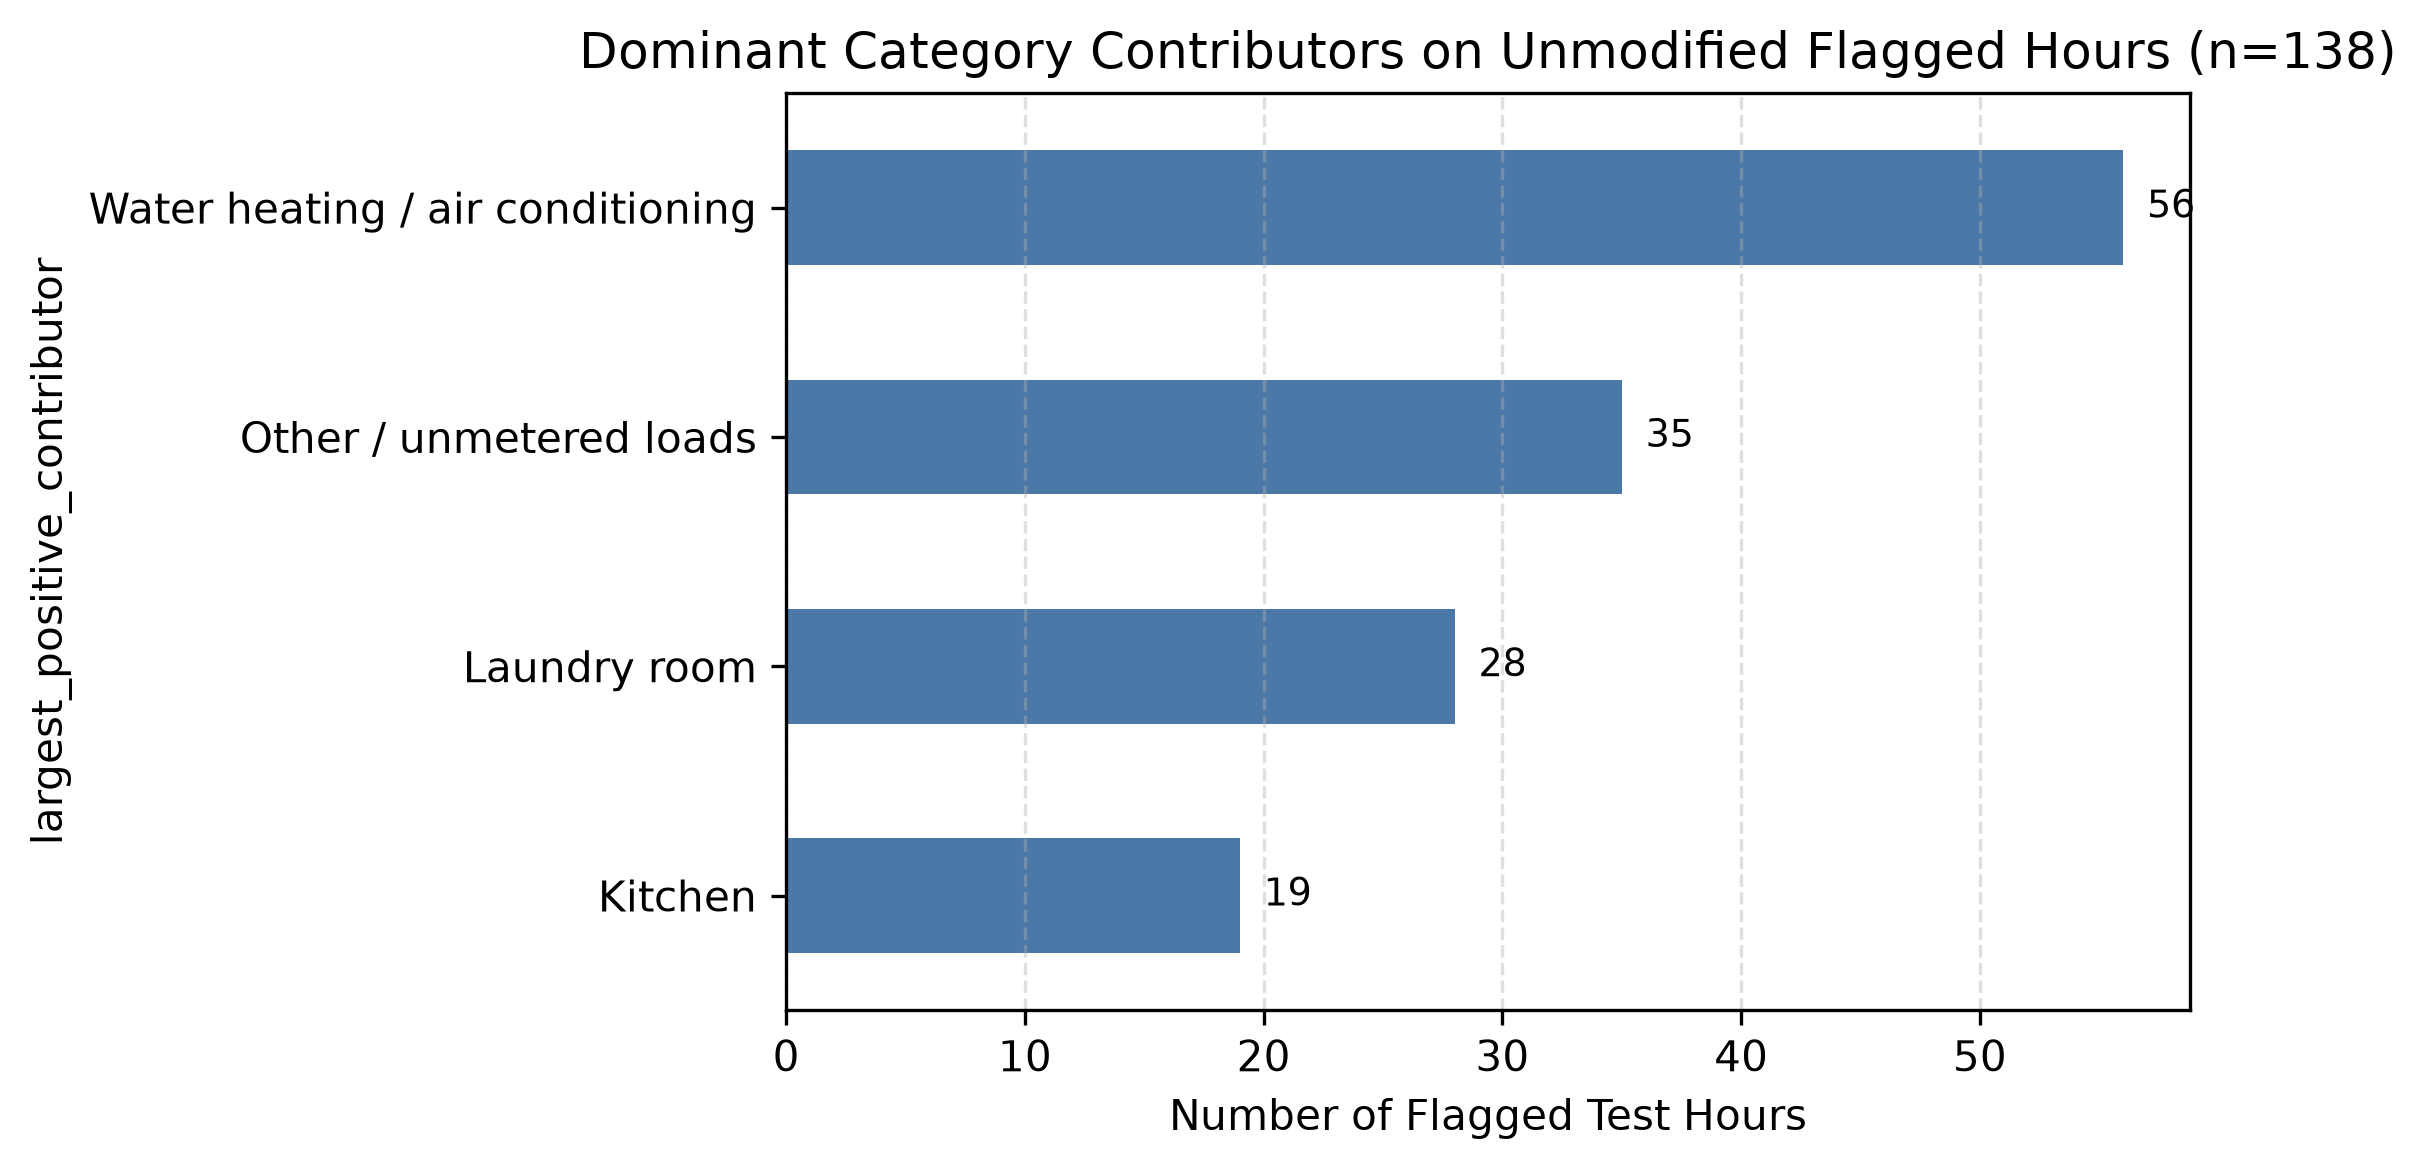 Dominant Category Contributors on Unmodified Flagged Hours (n=138)
largest_positive_contributor
Water heating / air conditioning
56
Other / unmetered loads
35
Laundry room
28
Kitchen
19
0 10 20 30 40 50
Number of Flagged Test Hours